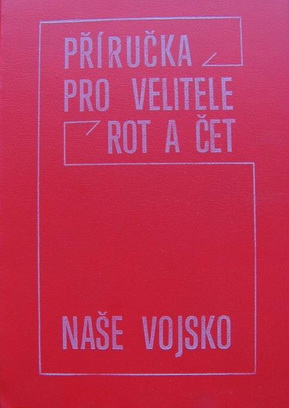 PŘÍRUČKA
PRO VELITELE
ROT A ČET
NAŠE VOJSKO